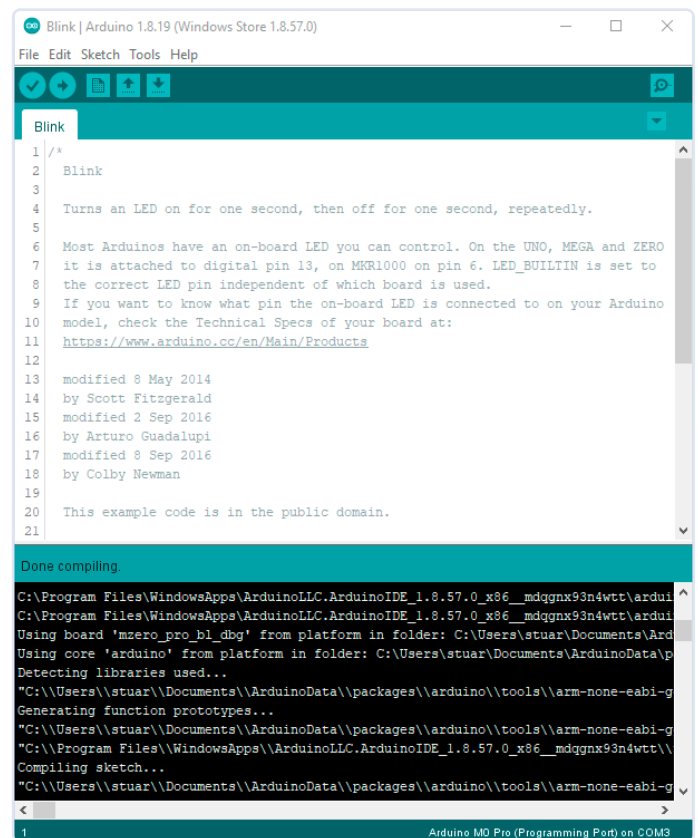 Blink | Arduino 1.8.19 (Windows Store 1.8.57.0)
File Edit Sketch Tools Help
Blink
1 /*
2 Blink
3
4 Turns an LED on for one second, then off for one second, repeatedly.
5
6 Most Arduinos have an on-board LED you can control. On the UNO, MEGA and ZERO
7 it is attached to digital pin 13, on MKR1000 on pin 6. LED_BUILTIN is set to
8 the correct LED pin independent of which board is used.
9 If you want to know what pin the on-board LED is connected to on your Arduino
10 model, check the Technical Specs of your board at:
11 https://www.arduino.cc/en/Main/Products
12
13 modified 8 May 2014
14 by Scott Fitzgerald
15 modified 2 Sep 2016
16 by Arturo Guadalupi
17 modified 8 Sep 2016
18 by Colby Newman
19
20 This example code is in the public domain.
21
Done compiling.
C:\Program Files\WindowsApps\ArduinoLLC.ArduinoIDE_1.8.57.0_x86__mdqgnx93n4wtt\ardui
C:\Program Files\WindowsApps\ArduinoLLC.ArduinoIDE_1.8.57.0_x86__mdqgnx93n4wtt\ardui
Using board 'mzero_pro_bl_dbg' from platform in folder: C:\Users\stuar\Documents\Ard
Using core 'arduino' from platform in folder: C:\Users\stuar\Documents\ArduinoData\p
Detecting libraries used...
"C:\\Users\\stuar\\Documents\\ArduinoData\\packages\\arduino\\tools\\arm-none-eabi-g
Generating function prototypes...
"C:\\Users\\stuar\\Documents\\ArduinoData\\packages\\arduino\\tools\\arm-none-eabi-g
"C:\\Program Files\\WindowsApps\\ArduinoLLC.ArduinoIDE_1.8.57.0_x86__mdqgnx93n4wtt\\
Compiling sketch...
"C:\\Users\\stuar\\Documents\\ArduinoData\\packages\\arduino\\tools\\arm-none-eabi-g
1 Arduino M0 Pro (Programming Port) on COM3